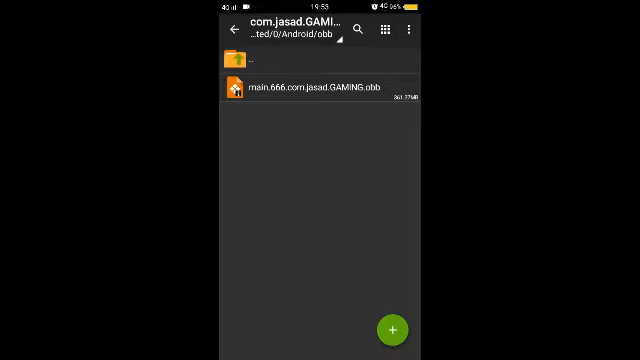 4G 19:53 4G 96%
com.jasad.GAMI...
...ted/0/Android/obb
..
main.666.com.jasad.GAMING.obb
361.37MB